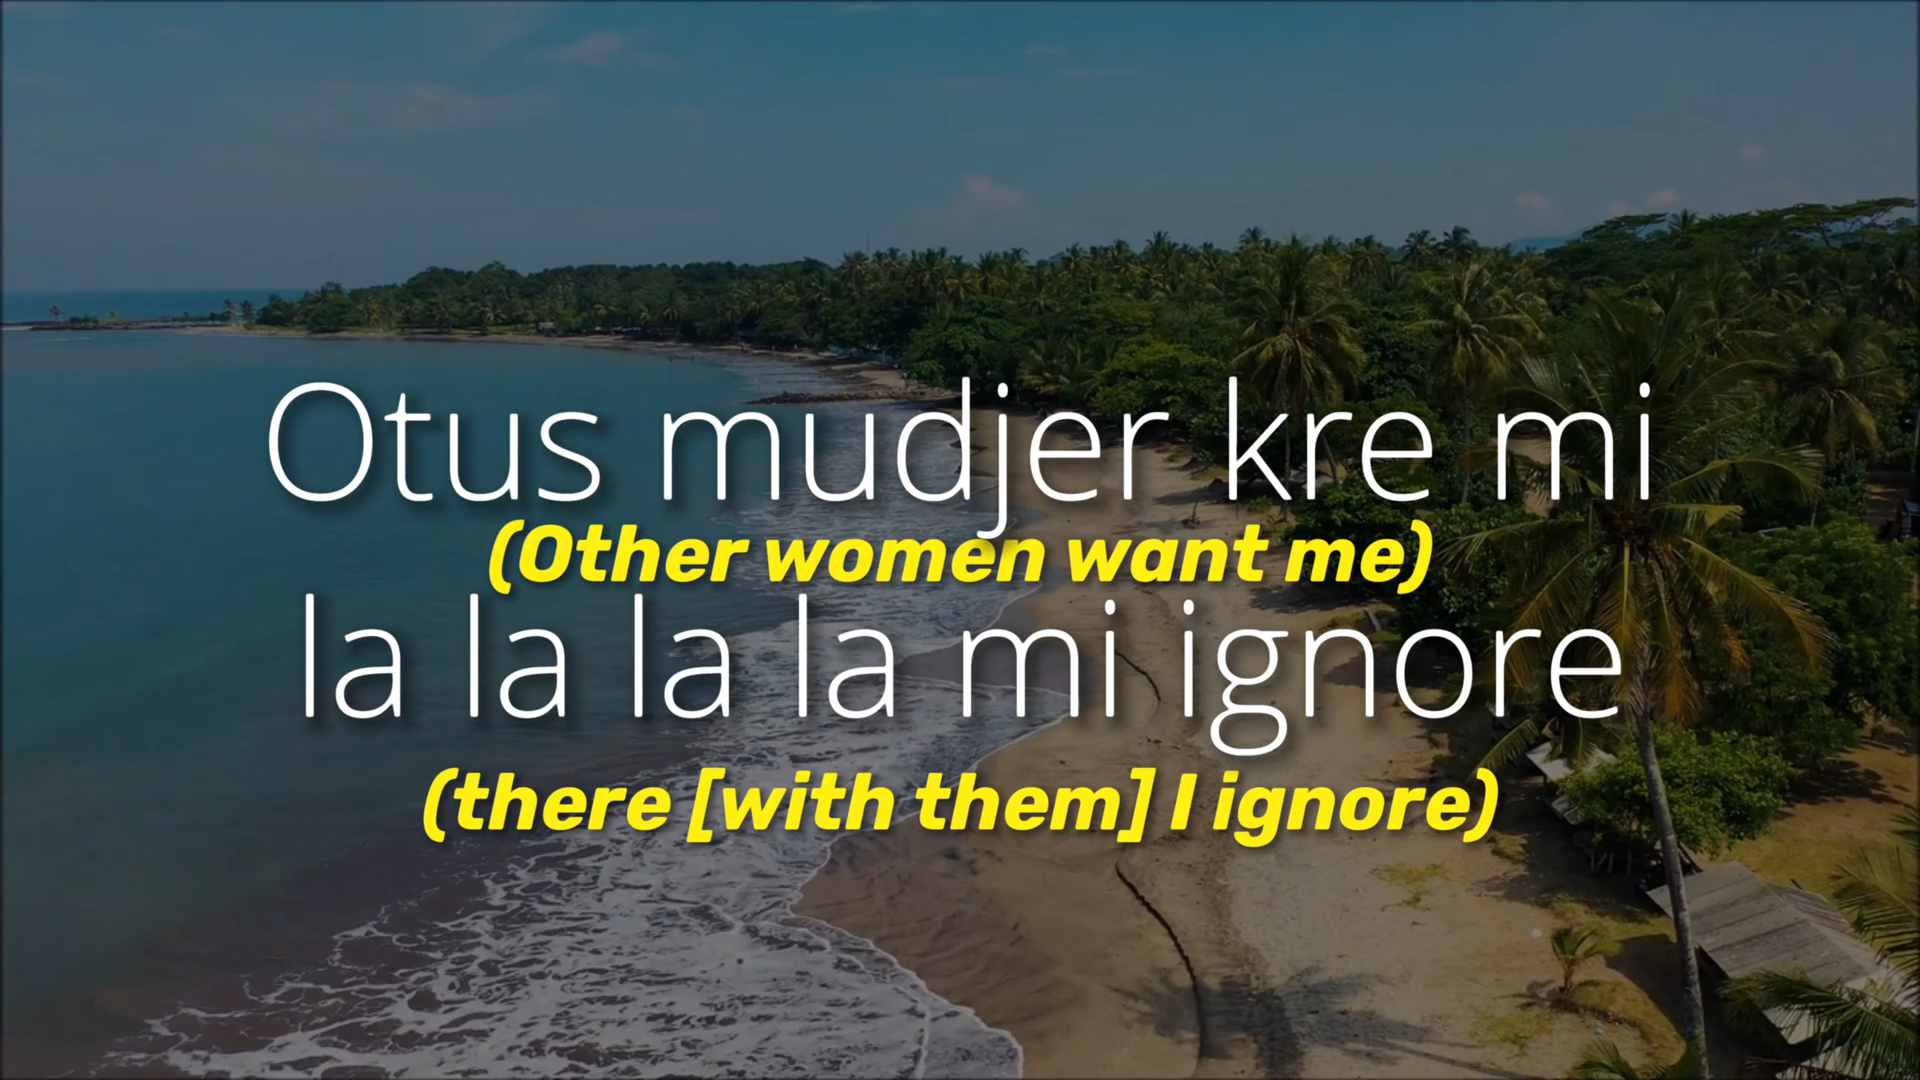 Otus mudjer kre mi
(Other women want me)
la la la la mi ignore
(there [with them] I ignore)